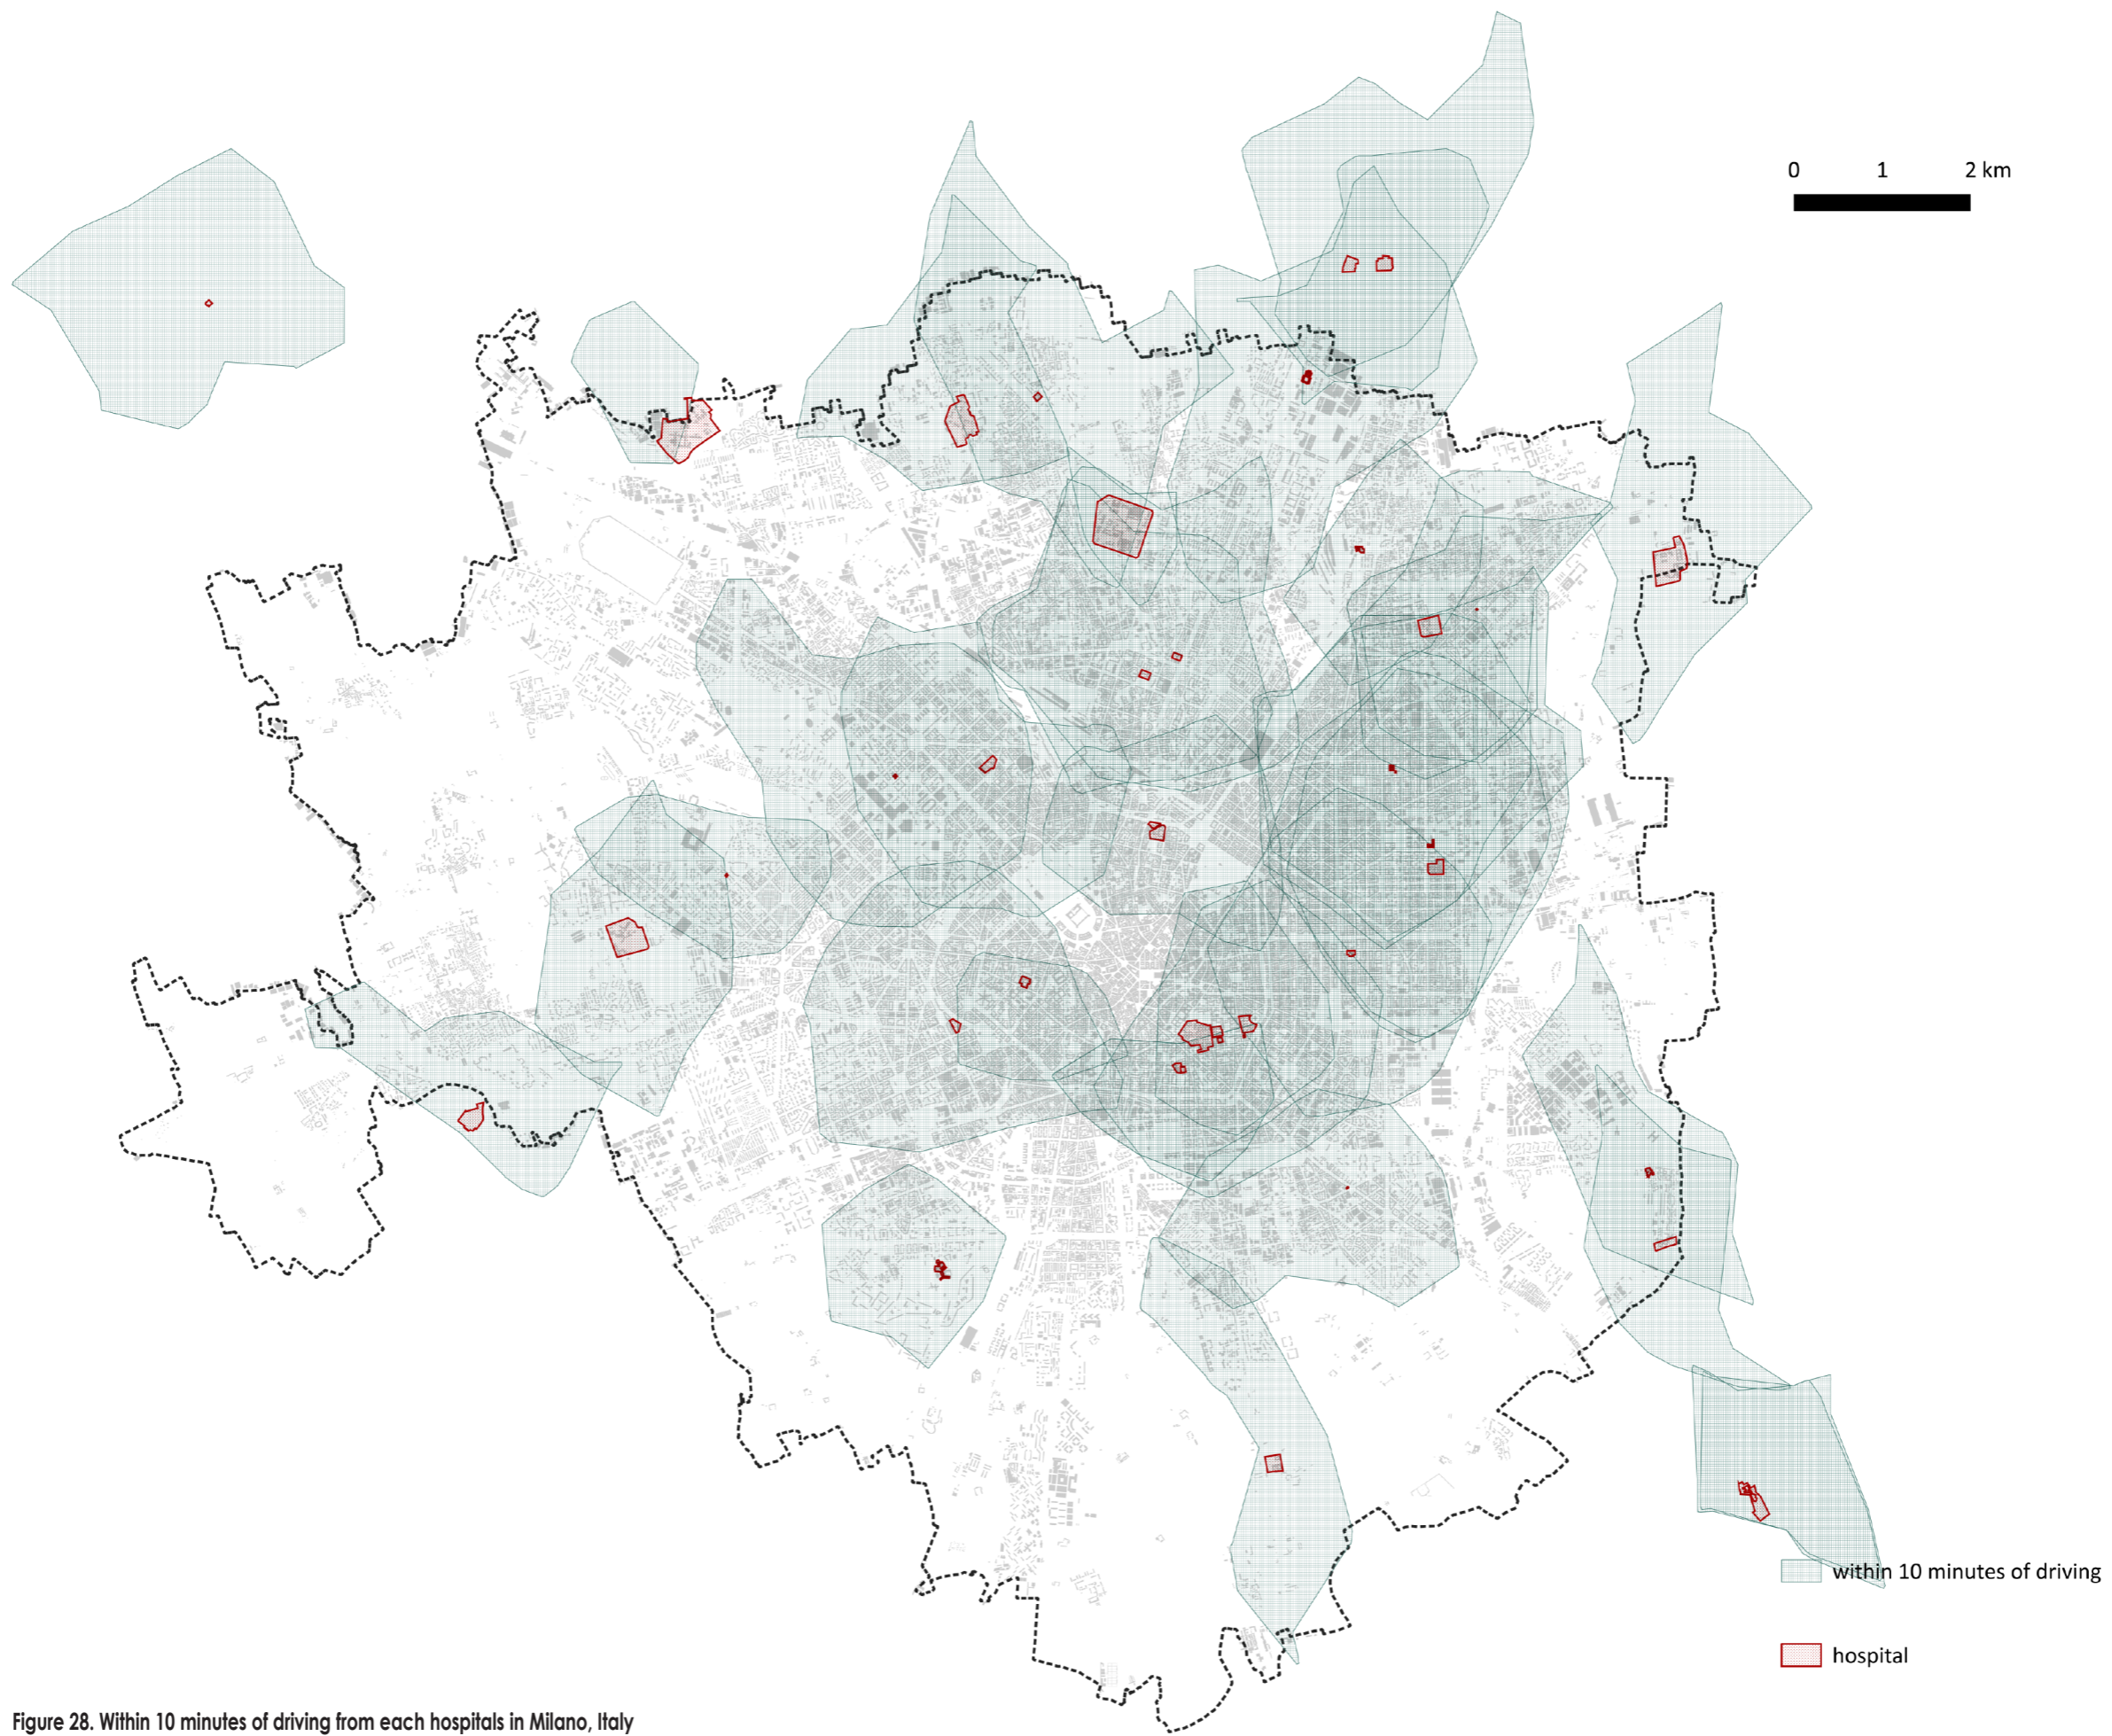 0 1 2 km
within 10 minutes of driving
hospital
Figure 28. Within 10 minutes of driving from each hospitals in Milano, Italy